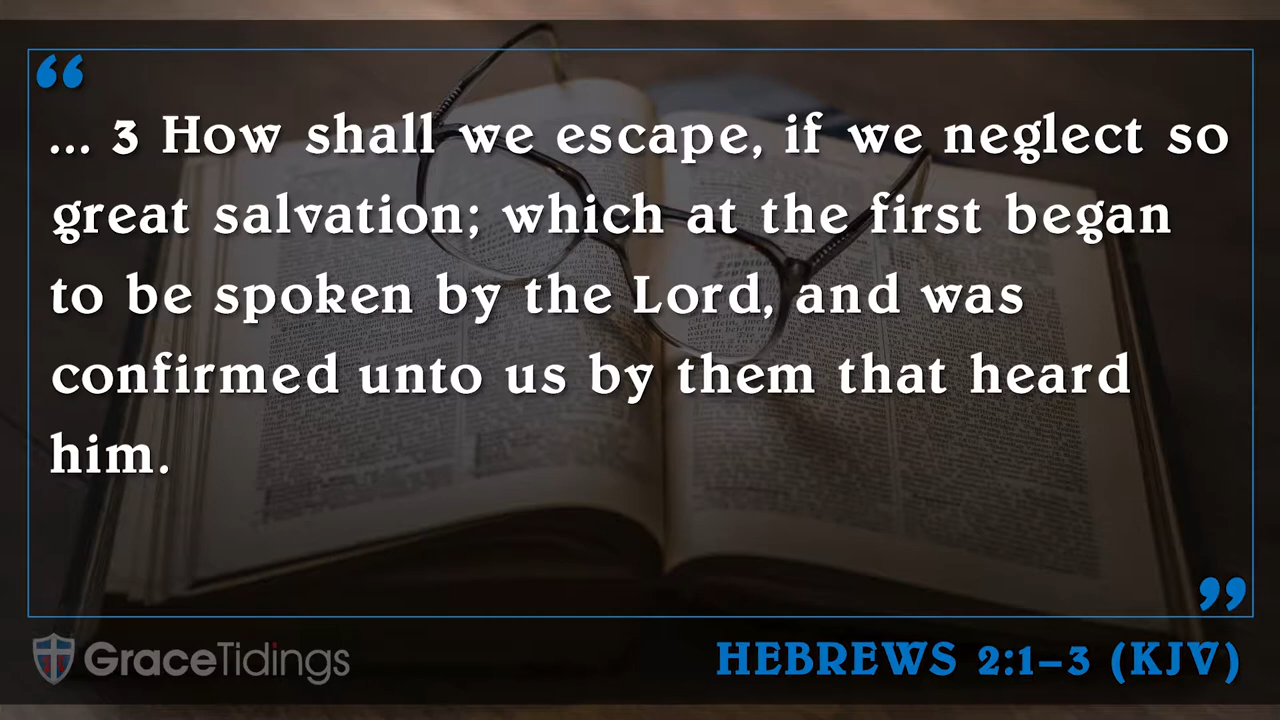 “
... 3 How shall we escape, if we neglect so
great salvation; which at the first began
to be spoken by the Lord, and was
confirmed unto us by them that heard
him.
”
GraceTidings
HEBREWS 2:1–3 (KJV)